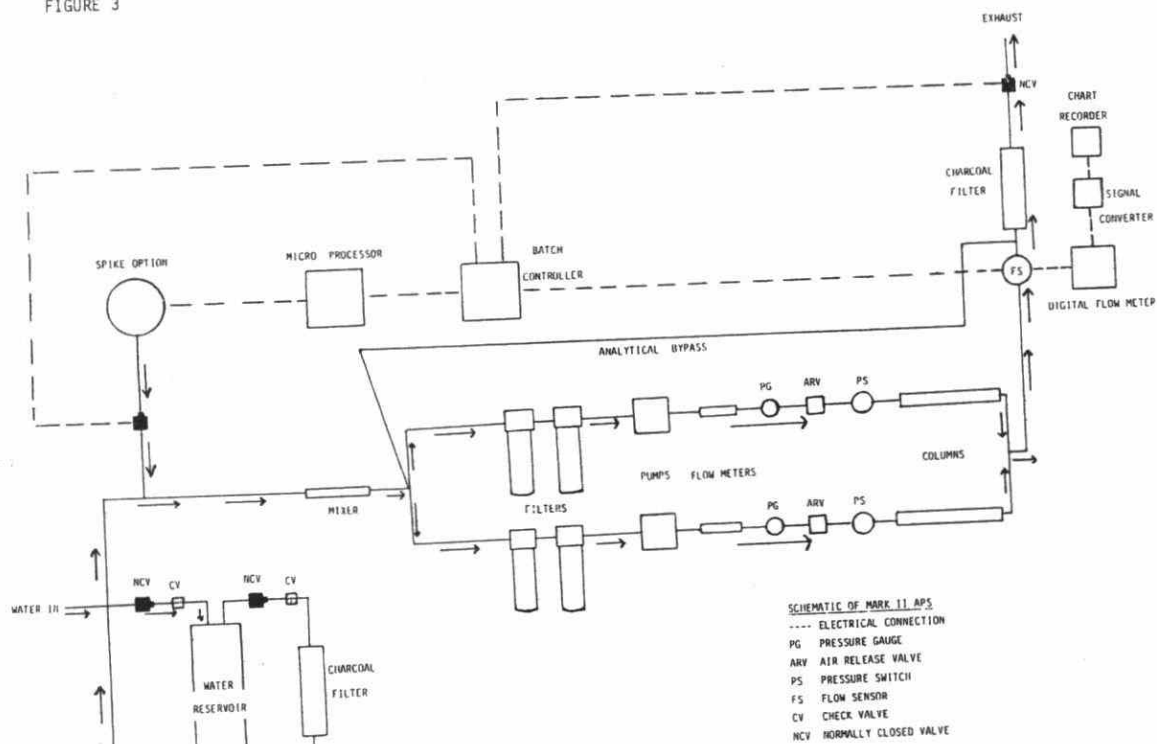 FIGURE 3
EXHAUST
NCV
CHART
RECORDER
CHARCOAL
FILTER
SIGNAL
CONVERTER
SPIKE OPTION
MICRO PROCESSOR
BATCH
CONTROLLER
FS
DIGITAL FLOW METER
ANALYTICAL BYPASS
PG
ARV
PS
COLUMNS
PUMPS FLOW METERS
MIXER
FILTERS
PG
ARV
PS
WATER IN
NCV
CV
NCV
CV
WATER
RESERVOIR
CHARCOAL
FILTER
SCHEMATIC OF MARK II APS
---- ELECTRICAL CONNECTION
PG PRESSURE GAUGE
ARV AIR RELEASE VALVE
PS PRESSURE SWITCH
FS FLOW SENSOR
CV CHECK VALVE
NCV NORMALLY CLOSED VALVE